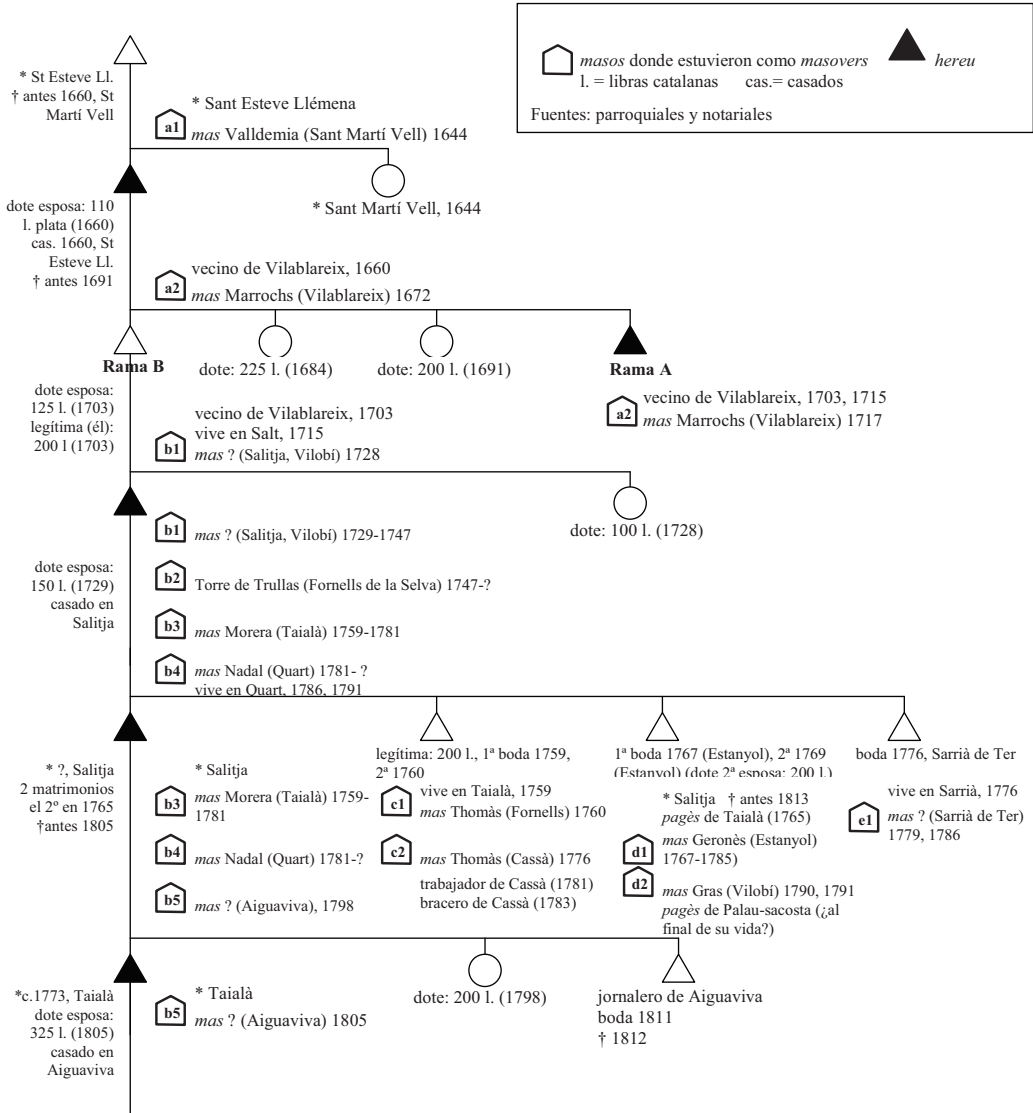 masos donde estuvieron como masovers
hereu
l. = libras catalanas cas.= casados
Fuentes: parroquiales y notariales
* St Esteve Ll.
† antes 1660, St
Martí Vell
* Sant Esteve Llémena
a1
mas Valldemia (Sant Martí Vell) 1644
* Sant Martí Vell, 1644
dote esposa: 110
l. plata (1660)
cas. 1660, St
Esteve Ll.
† antes 1691
vecino de Vilablareix, 1660
a2
mas Marrochs (Vilablareix) 1672
Rama B
dote: 225 l. (1684)
dote: 200 l. (1691)
Rama A
dote esposa:
125 l. (1703)
legítima (él):
200 l (1703)
vecino de Vilablareix, 1703
vive en Salt, 1715
b1
mas ? (Salitja, Vilobí) 1728
vecino de Vilablareix, 1703, 1715
a2
mas Marrochs (Vilablareix) 1717
dote: 100 l. (1728)
dote esposa:
150 l. (1729)
casado en
Salitja
b1
mas ? (Salitja, Vilobí) 1729-1747
b2
Torre de Trullas (Fornells de la Selva) 1747-?
b3
mas Morera (Taialà) 1759-1781
b4
mas Nadal (Quart) 1781- ?
vive en Quart, 1786, 1791
* ?, Salitja
2 matrimonios
el 2º en 1765
†antes 1805
* Salitja
b3
mas Morera (Taialà) 1759-
1781
b4
mas Nadal (Quart) 1781-?
b5
mas ? (Aiguaviva), 1798
legítima: 200 l., 1ª boda 1759,
2ª 1760
vive en Taialà, 1759
c1
mas Thomàs (Fornells) 1760
c2
mas Thomàs (Cassà) 1776
trabajador de Cassà (1781)
bracero de Cassà (1783)
1ª boda 1767 (Estanyol), 2ª 1769
(Estanyol) (dote 2ª esposa: 200 l.)
* Salitja † antes 1813
pagès de Taialà (1765)
d1
mas Geronès (Estanyol)
1767-1785)
d2
mas Gras (Vilobí) 1790, 1791
pagès de Palau-sacosta (¿al
final de su vida?)
boda 1776, Sarrià de Ter
vive en Sarrià, 1776
e1
mas ? (Sarrià de Ter)
1779, 1786
*c.1773, Taialà
dote esposa:
325 l. (1805)
casado en
Aiguaviva
* Taialà
b5
mas ? (Aiguaviva) 1805
dote: 200 l. (1798)
jornalero de Aiguaviva
boda 1811
† 1812